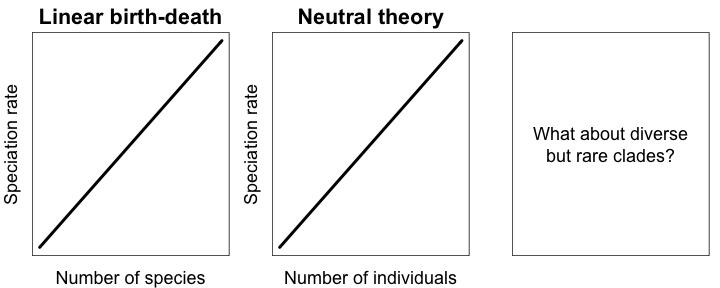 Linear birth-death
Speciation rate
Number of species
Neutral theory
Speciation rate
Number of individuals
What about diverse
but rare clades?